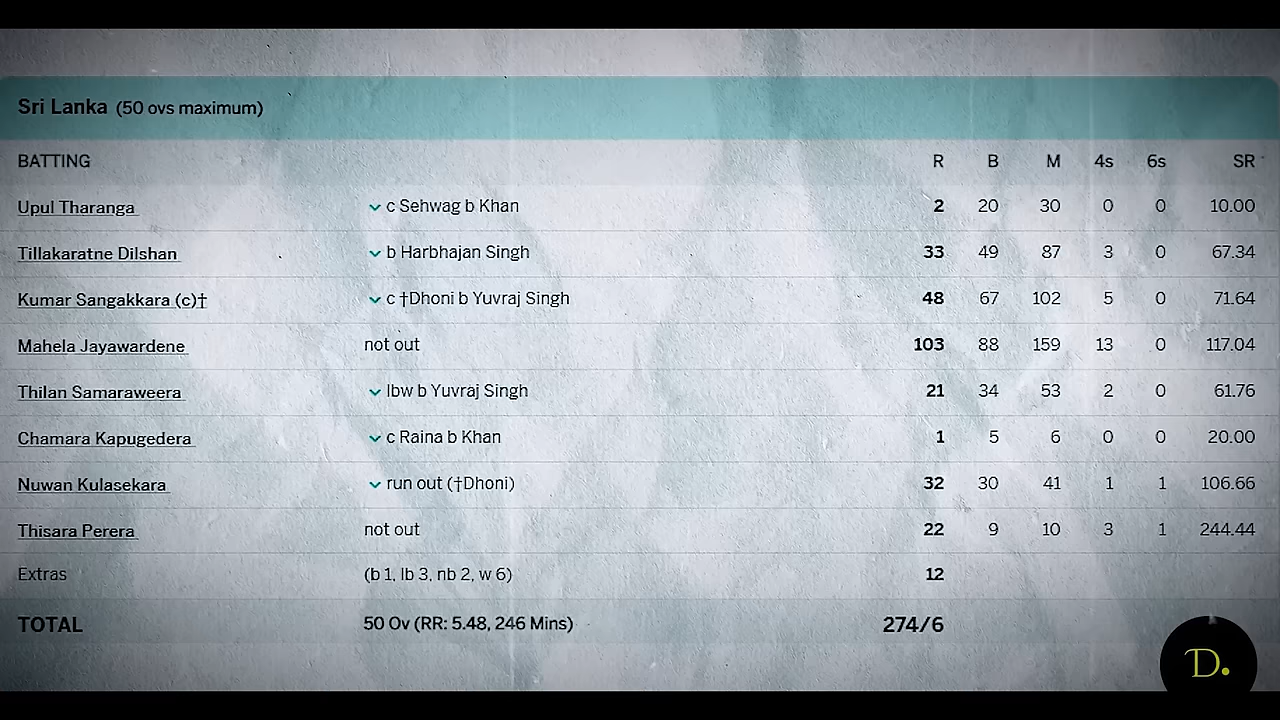 Sri Lanka (50 ovs maximum)
BATTING R B M 4s 6s SR
Upul Tharanga c Sehwag b Khan 2 20 30 0 0 10.00
Tillakaratne Dilshan b Harbhajan Singh 33 49 87 3 0 67.34
Kumar Sangakkara (c)† c †Dhoni b Yuvraj Singh 48 67 102 5 0 71.64
Mahela Jayawardene not out 103 88 159 13 0 117.04
Thilan Samaraweera lbw b Yuvraj Singh 21 34 53 2 0 61.76
Chamara Kapugedera c Raina b Khan 1 5 6 0 0 20.00
Nuwan Kulasekara run out (†Dhoni) 32 30 41 1 1 106.66
Thisara Perera not out 22 9 10 3 1 244.44
Extras (b 1, lb 3, nb 2, w 6) 12
TOTAL 50 Ov (RR: 5.48, 246 Mins) 274/6
D.